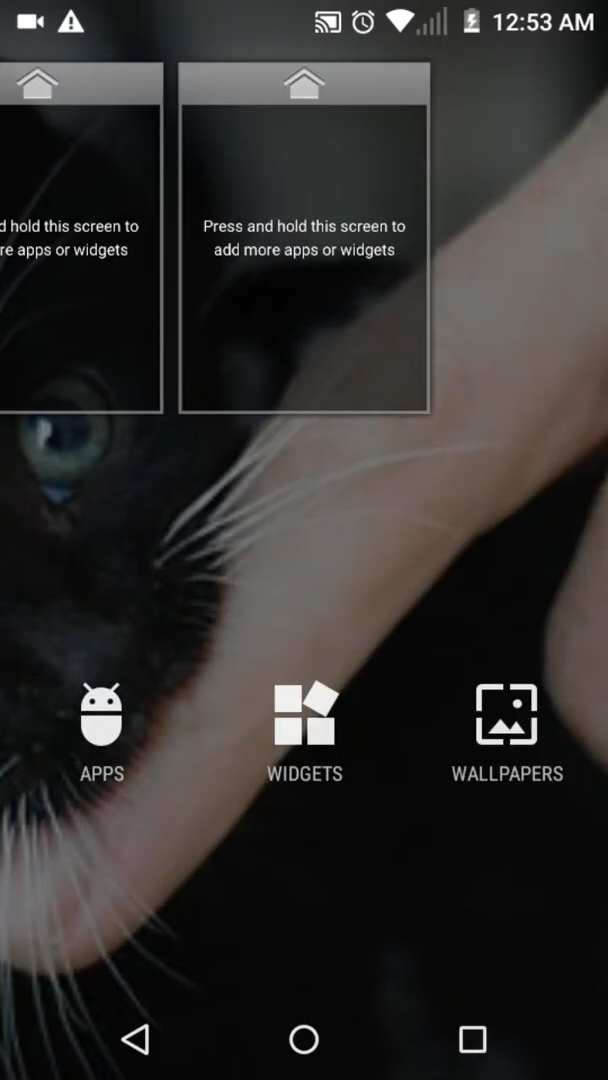 12:53 AM
d hold this screen to
re apps or widgets
Press and hold this screen to
add more apps or widgets
APPS
WIDGETS
WALLPAPERS